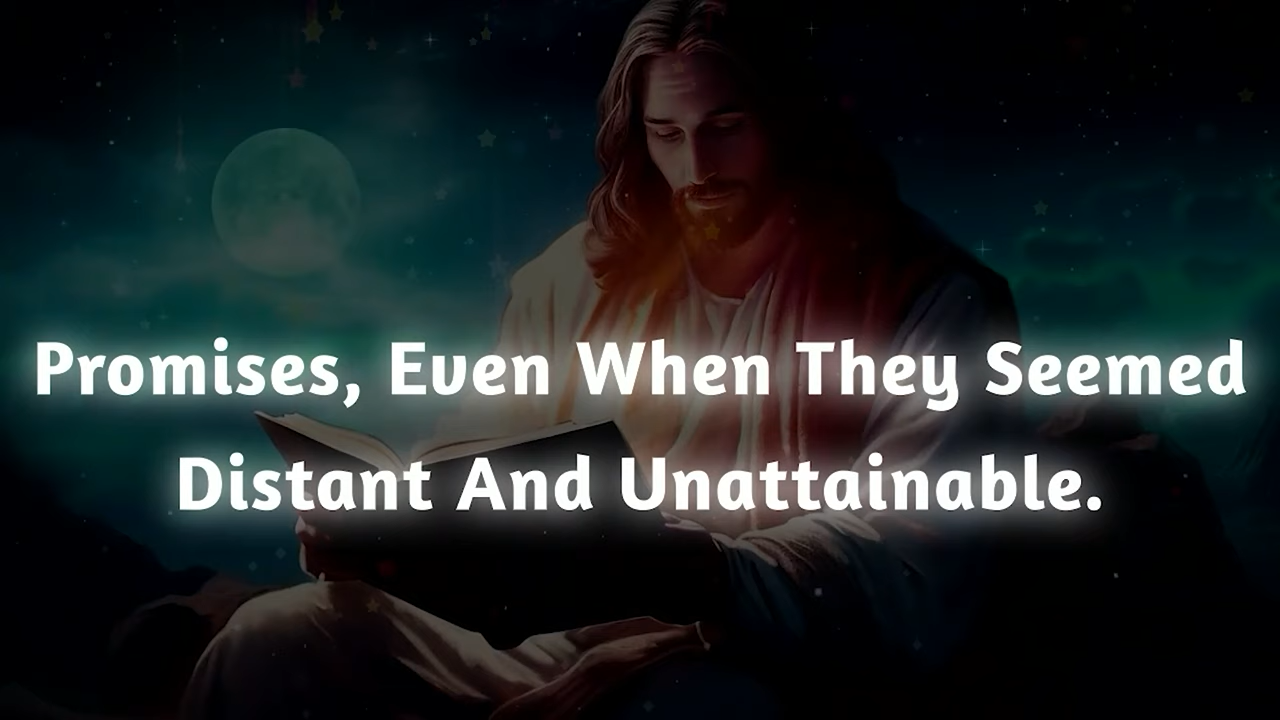 Promises, Even When They Seemed
Distant And Unattainable.